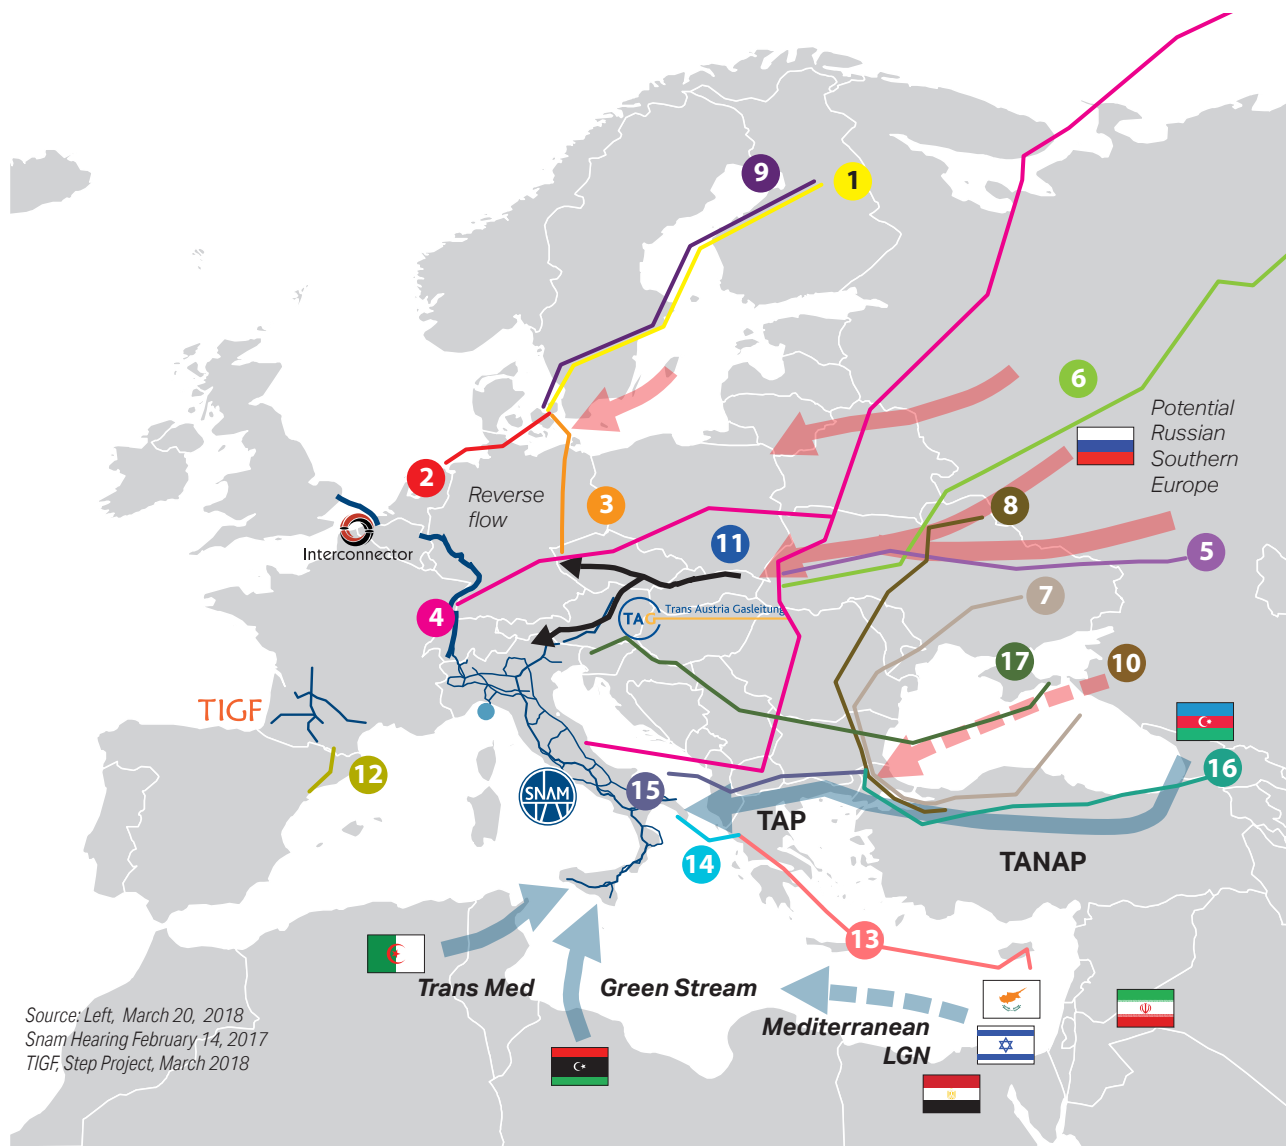 9
1
6
Potential
Russian
Southern
Europe
2
Reverse
flow
3
8
11
5
Interconnector
4
TAG
Trans Austria Gasleitung
7
17
10
TIGF
12
SNAM
15
16
TAP
14
TANAP
13
Trans Med
Green Stream
Mediterranean
LGN
Source: Left, March 20, 2018
Snam Hearing February 14, 2017
TIGF, Step Project, March 2018